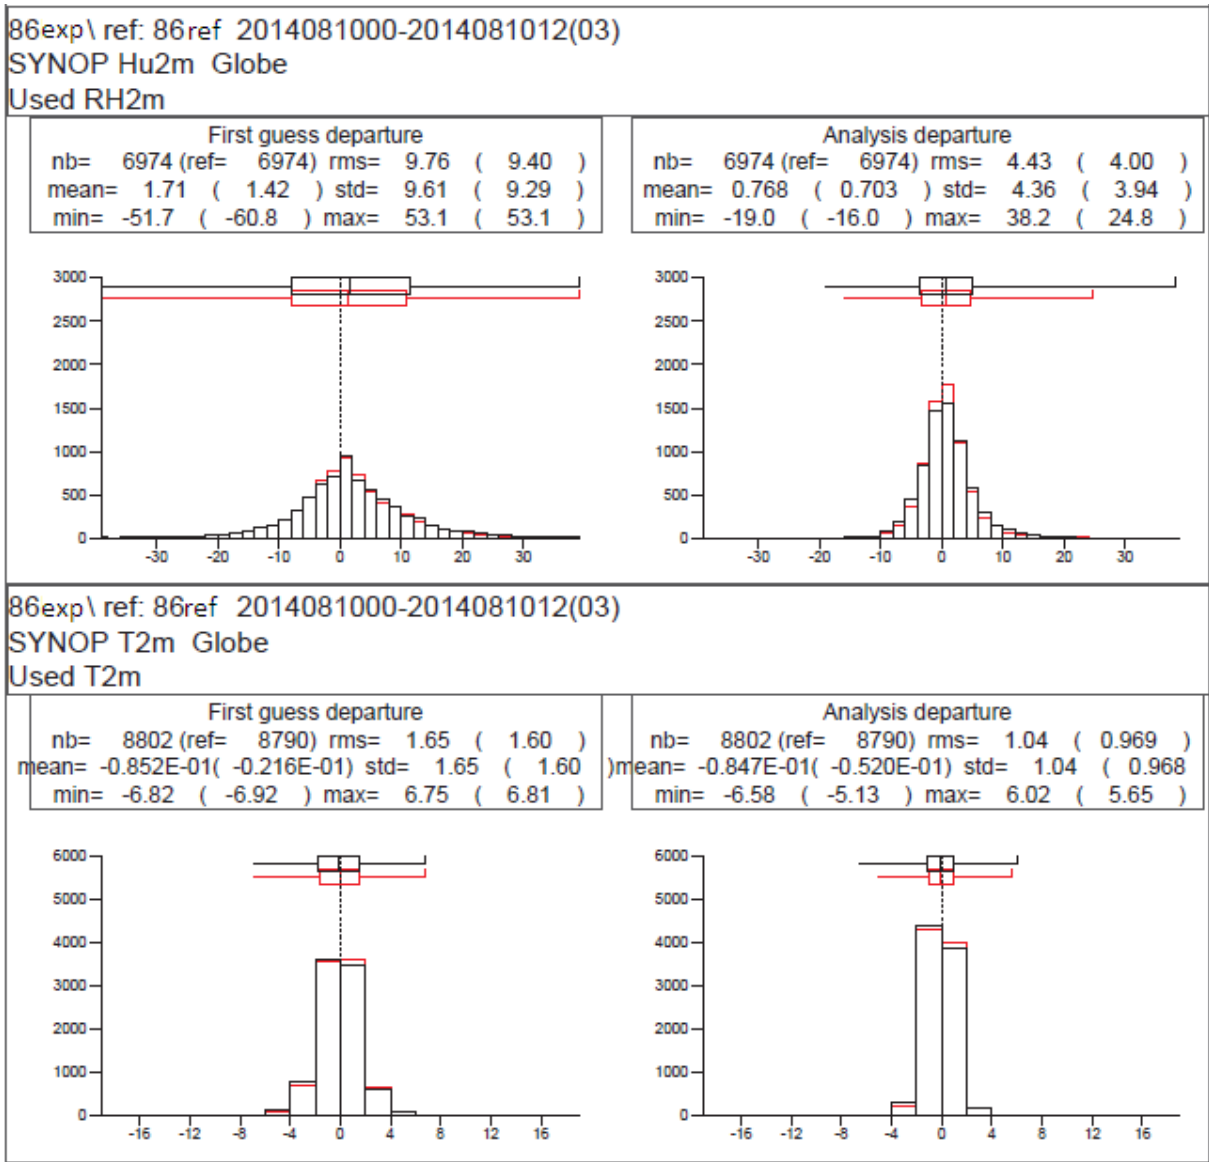 86exp\ ref: 86ref 2014081000-2014081012(03)
SYNOP Hu2m Globe
Used RH2m
First guess departure
nb= 6974 (ref= 6974) rms= 9.76 ( 9.40 )
mean= 1.71 ( 1.42 ) std= 9.61 ( 9.29 )
min= -51.7 ( -60.8 ) max= 53.1 ( 53.1 )
Analysis departure
nb= 6974 (ref= 6974) rms= 4.43 ( 4.00 )
mean= 0.768 ( 0.703 ) std= 4.36 ( 3.94 )
min= -19.0 ( -16.0 ) max= 38.2 ( 24.8 )
3000
2500
2000
1500
1000
500
0
-30 -20 -10 0 10 20 30
3000
2500
2000
1500
1000
500
0
-30 -20 -10 0 10 20 30
86exp\ ref: 86ref 2014081000-2014081012(03)
SYNOP T2m Globe
Used T2m
First guess departure
nb= 8802 (ref= 8790) rms= 1.65 ( 1.60 )
mean= -0.852E-01( -0.216E-01) std= 1.65 ( 1.60 )
min= -6.82 ( -6.92 ) max= 6.75 ( 6.81 )
Analysis departure
nb= 8802 (ref= 8790) rms= 1.04 ( 0.969 )
mean= -0.847E-01( -0.520E-01) std= 1.04 ( 0.968
min= -6.58 ( -5.13 ) max= 6.02 ( 5.65 )
6000
5000
4000
3000
2000
1000
0
-16 -12 -8 -4 0 4 8 12 16
6000
5000
4000
3000
2000
1000
0
-16 -12 -8 -4 0 4 8 12 16